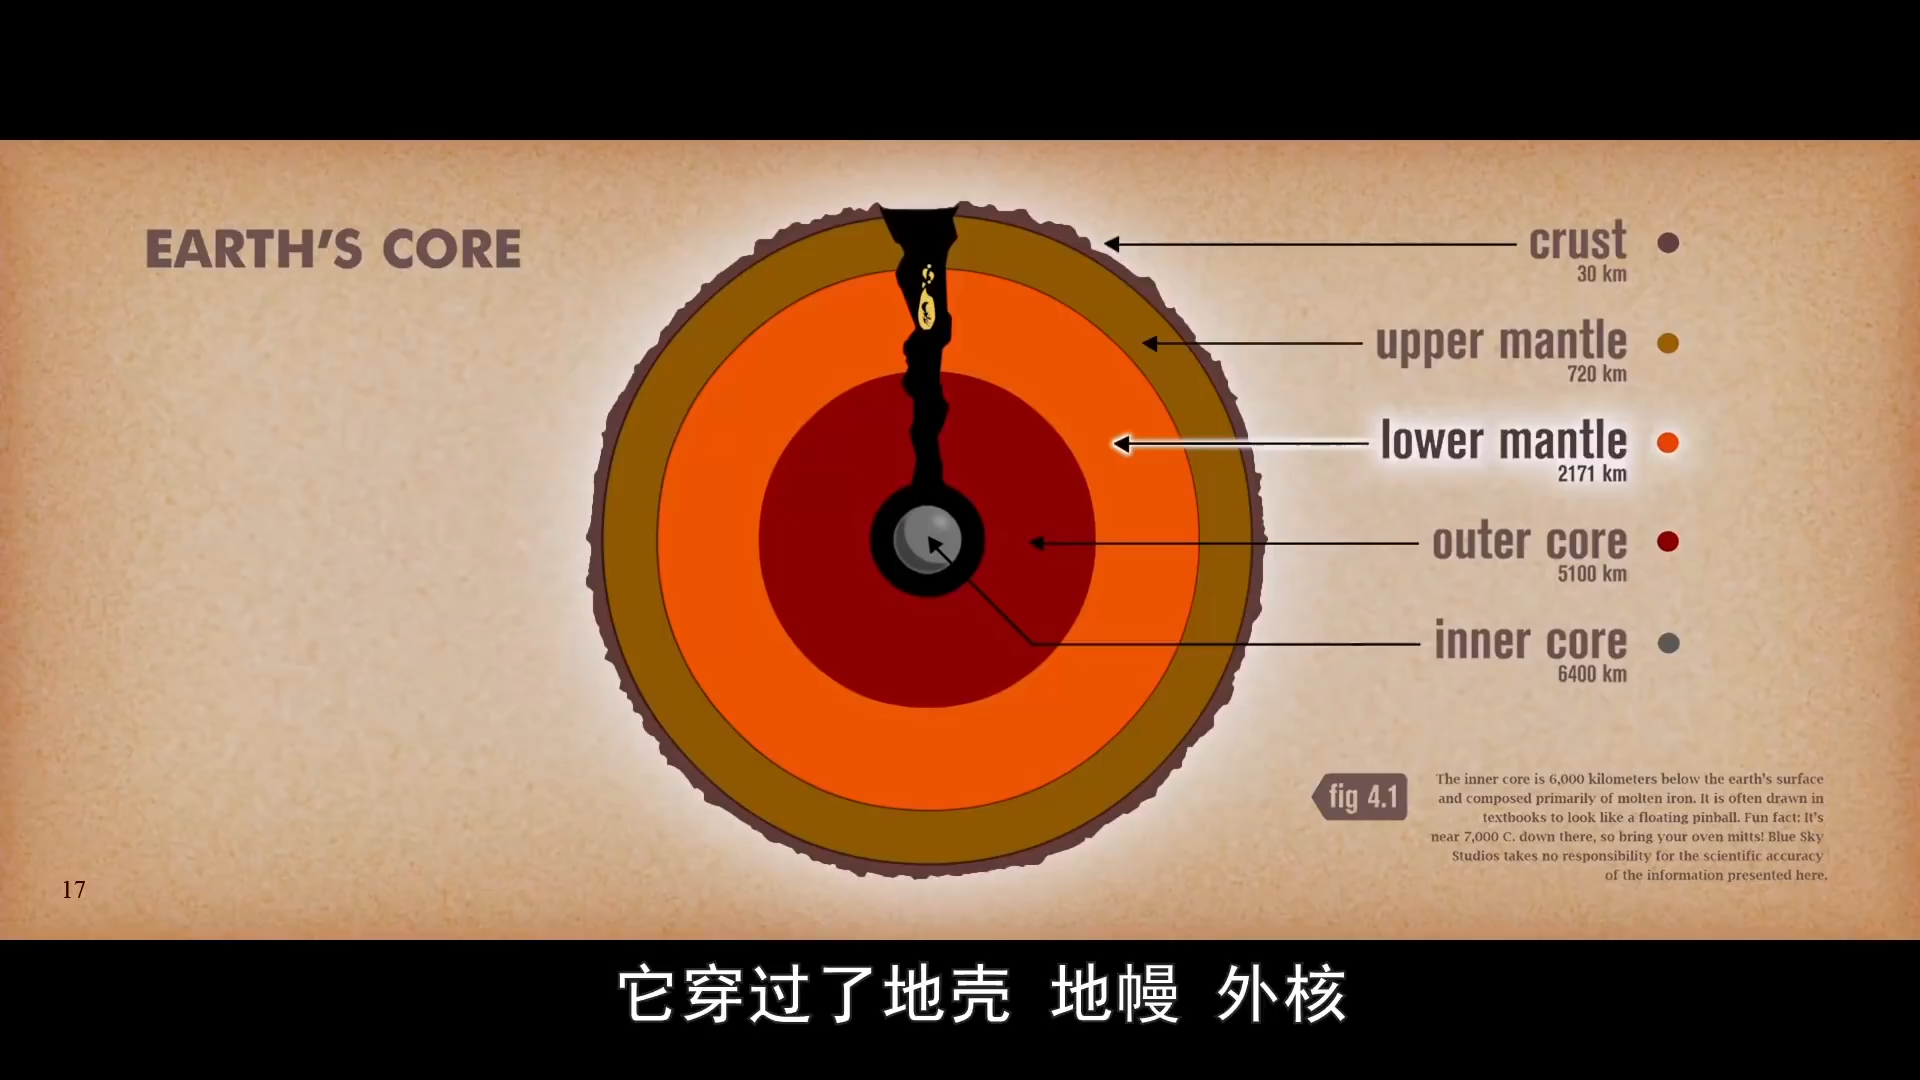 EARTH'S CORE
crust
30 km
upper mantle
720 km
lower mantle
2171 km
outer core
5100 km
inner core
6400 km
fig 4.1
The inner core is 6,000 kilometers below the earth's surface
and composed primarily of molten iron. It is often drawn in
textbooks to look like a floating pinball. Fun fact: It's
near 7,000 C. down there, so bring your oven mitts! Blue Sky
Studios takes no responsibility for the scientific accuracy
of the information presented here.
17
它穿过了地壳 地幔 外核